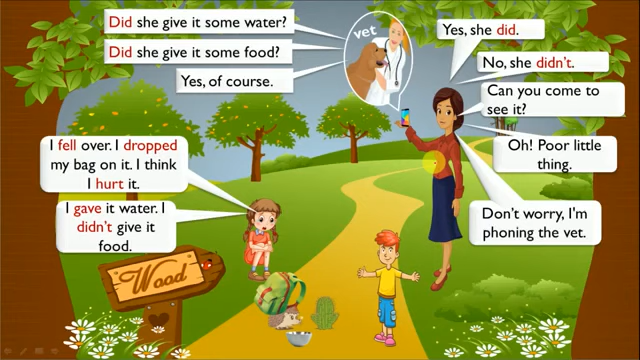 Did she give it some water?
Did she give it some food?
Yes, of course.
vet
Yes, she did.
No, she didn't.
Can you come to
see it?
Oh! Poor little
thing.
Don't worry, I'm
phoning the vet.
I fell over. I dropped
my bag on it. I think
I hurt it.
I gave it water. I
didn't give it
food.
Wood